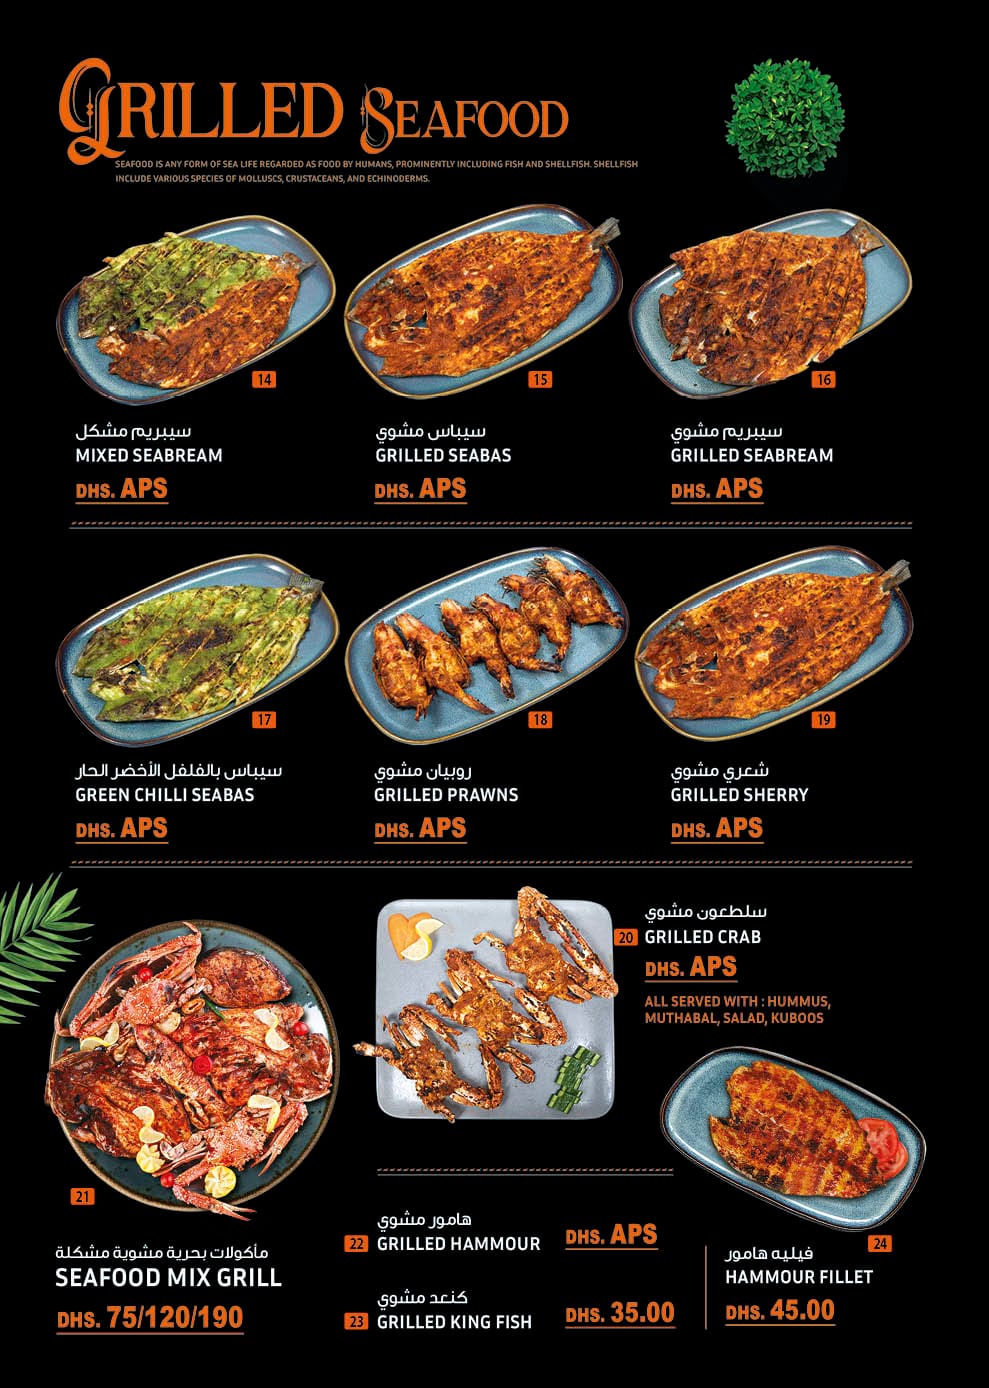 GRILLED SEAFOOD
SEAFOOD IS ANY FORM OF SEA LIFE REGARDED AS FOOD BY HUMANS, PROMINENTLY INCLUDING FISH AND SHELLFISH. SHELLFISH
INCLUDE VARIOUS SPECIES OF MOLLUSCS, CRUSTACEANS, AND ECHINODERMS.
14
سيبريم مشكل
MIXED SEABREAM
DHS. APS
15
سيباس مشوي
GRILLED SEABAS
DHS. APS
16
سيبريم مشوي
GRILLED SEABREAM
DHS. APS
17
سيباس بالفلفل الأخضر الحار
GREEN CHILLI SEABAS
DHS. APS
18
روبيان مشوي
GRILLED PRAWNS
DHS. APS
19
شعري مشوي
GRILLED SHERRY
DHS. APS
20
سلطعون مشوي
GRILLED CRAB
DHS. APS
ALL SERVED WITH : HUMMUS,
MUTHABAL, SALAD, KUBOOS
21
مأكولات بحرية مشوية مشكلة
SEAFOOD MIX GRILL
DHS. 75/120/190
22
هامور مشوي
GRILLED HAMMOUR
DHS. APS
23
كنعد مشوي
GRILLED KING FISH
DHS. 35.00
24
فيليه هامور
HAMMOUR FILLET
DHS. 45.00